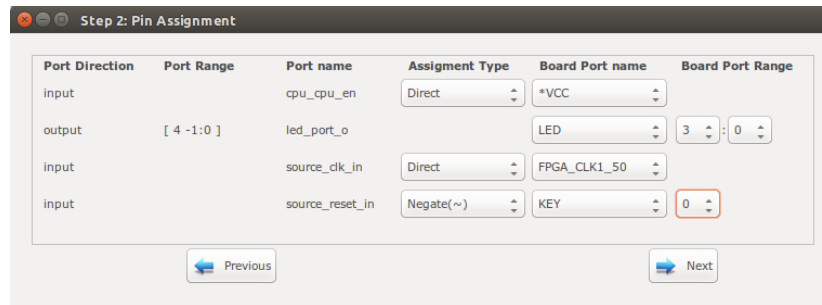 Step 2: Pin Assignment
Port Direction Port Range Port name Assigment Type Board Port name Board Port Range
input cpu_cpu_en Direct *VCC
output [ 4 -1:0 ] led_port_o LED 3 : 0
input source_clk_in Direct FPGA_CLK1_50
input source_reset_in Negate(~) KEY 0
Previous Next